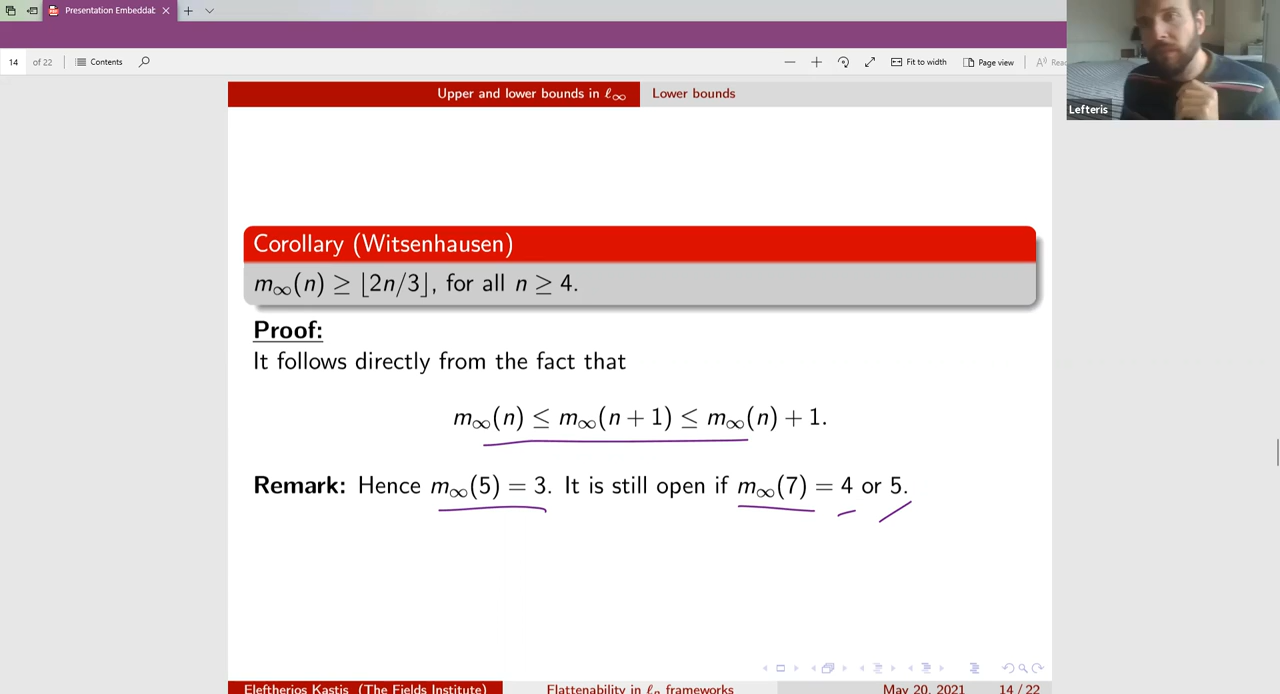 Presentation Embeddab
14 of 22 Contents Fit to width Page view Rea
Lefteris
Upper and lower bounds in ℓ∞ Lower bounds
Corollary (Witsenhausen)
m∞(n) ≥ ⌊2n/3⌋, for all n ≥ 4.
Proof:
It follows directly from the fact that
m∞(n) ≤ m∞(n + 1) ≤ m∞(n) + 1.
Remark: Hence m∞(5) = 3. It is still open if m∞(7) = 4 or 5.
Eleftherios Kastis (The Fields Institute) Flattenability in ℓp frameworks May 20, 2021 14 / 22